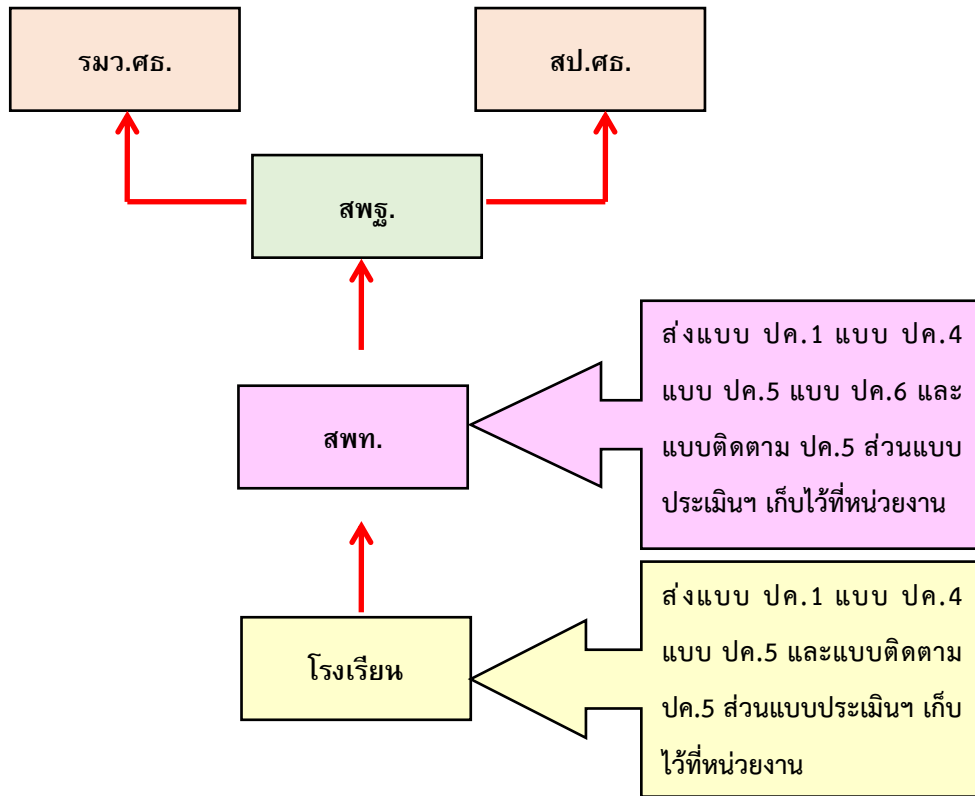 รมว.ศธ.
สป.ศธ.
สพฐ.
ส่งแบบ ปค.1 แบบ ปค.4
แบบ ปค.5 แบบ ปค.6 และ
แบบติดตาม ปค.5 ส่วนแบบ
ประเมินฯ เก็บไว้ที่หน่วยงาน
สพท.
ส่งแบบ ปค.1 แบบ ปค.4
แบบ ปค.5 และแบบติดตาม
ปค.5 ส่วนแบบประเมินฯ เก็บ
ไว้ที่หน่วยงาน
โรงเรียน